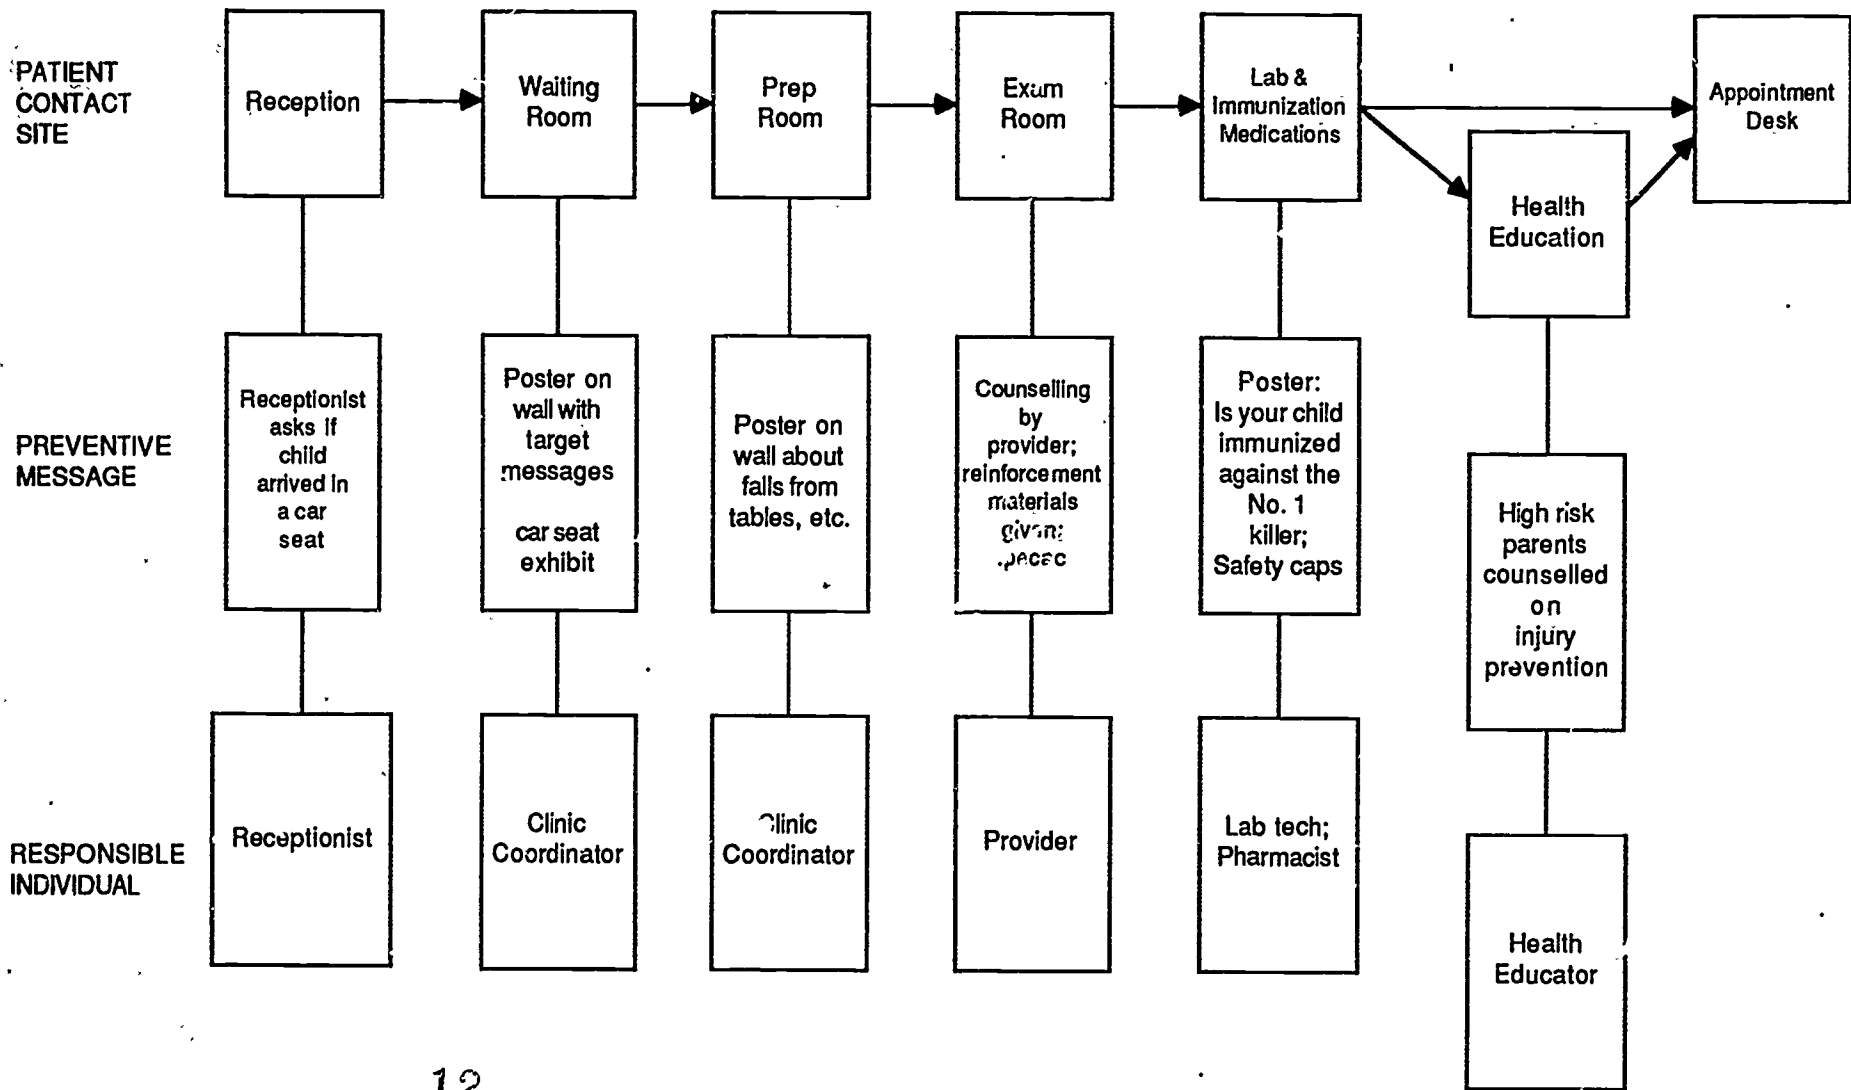 PATIENT
CONTACT
SITE
Reception
Waiting
Room
Prep
Room
Exam
Room
Lab &
Immunization
Medications
Health
Education
Appointment
Desk
PREVENTIVE
MESSAGE
Receptionist
asks if
child
arrived in
a car
seat
Poster on
wall with
target
messages
car seat
exhibit
Poster on
wall about
falls from
tables, etc.
Counselling
by
provider;
reinforcement
materials
given;
Poster:
Is your child
immunized
against the
No. 1
killer;
Safety caps
High risk
parents
counselled
on
injury
prevention
RESPONSIBLE
INDIVIDUAL
Receptionist
Clinic
Coordinator
Clinic
Coordinator
Provider
Lab tech;
Pharmacist
Health
Educator
12